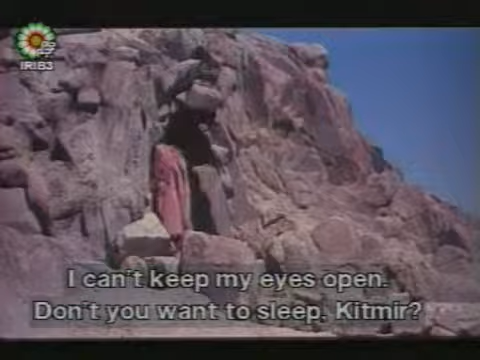 IRIB3
I can't keep my eyes open.
Don't you want to sleep, Kitmir?